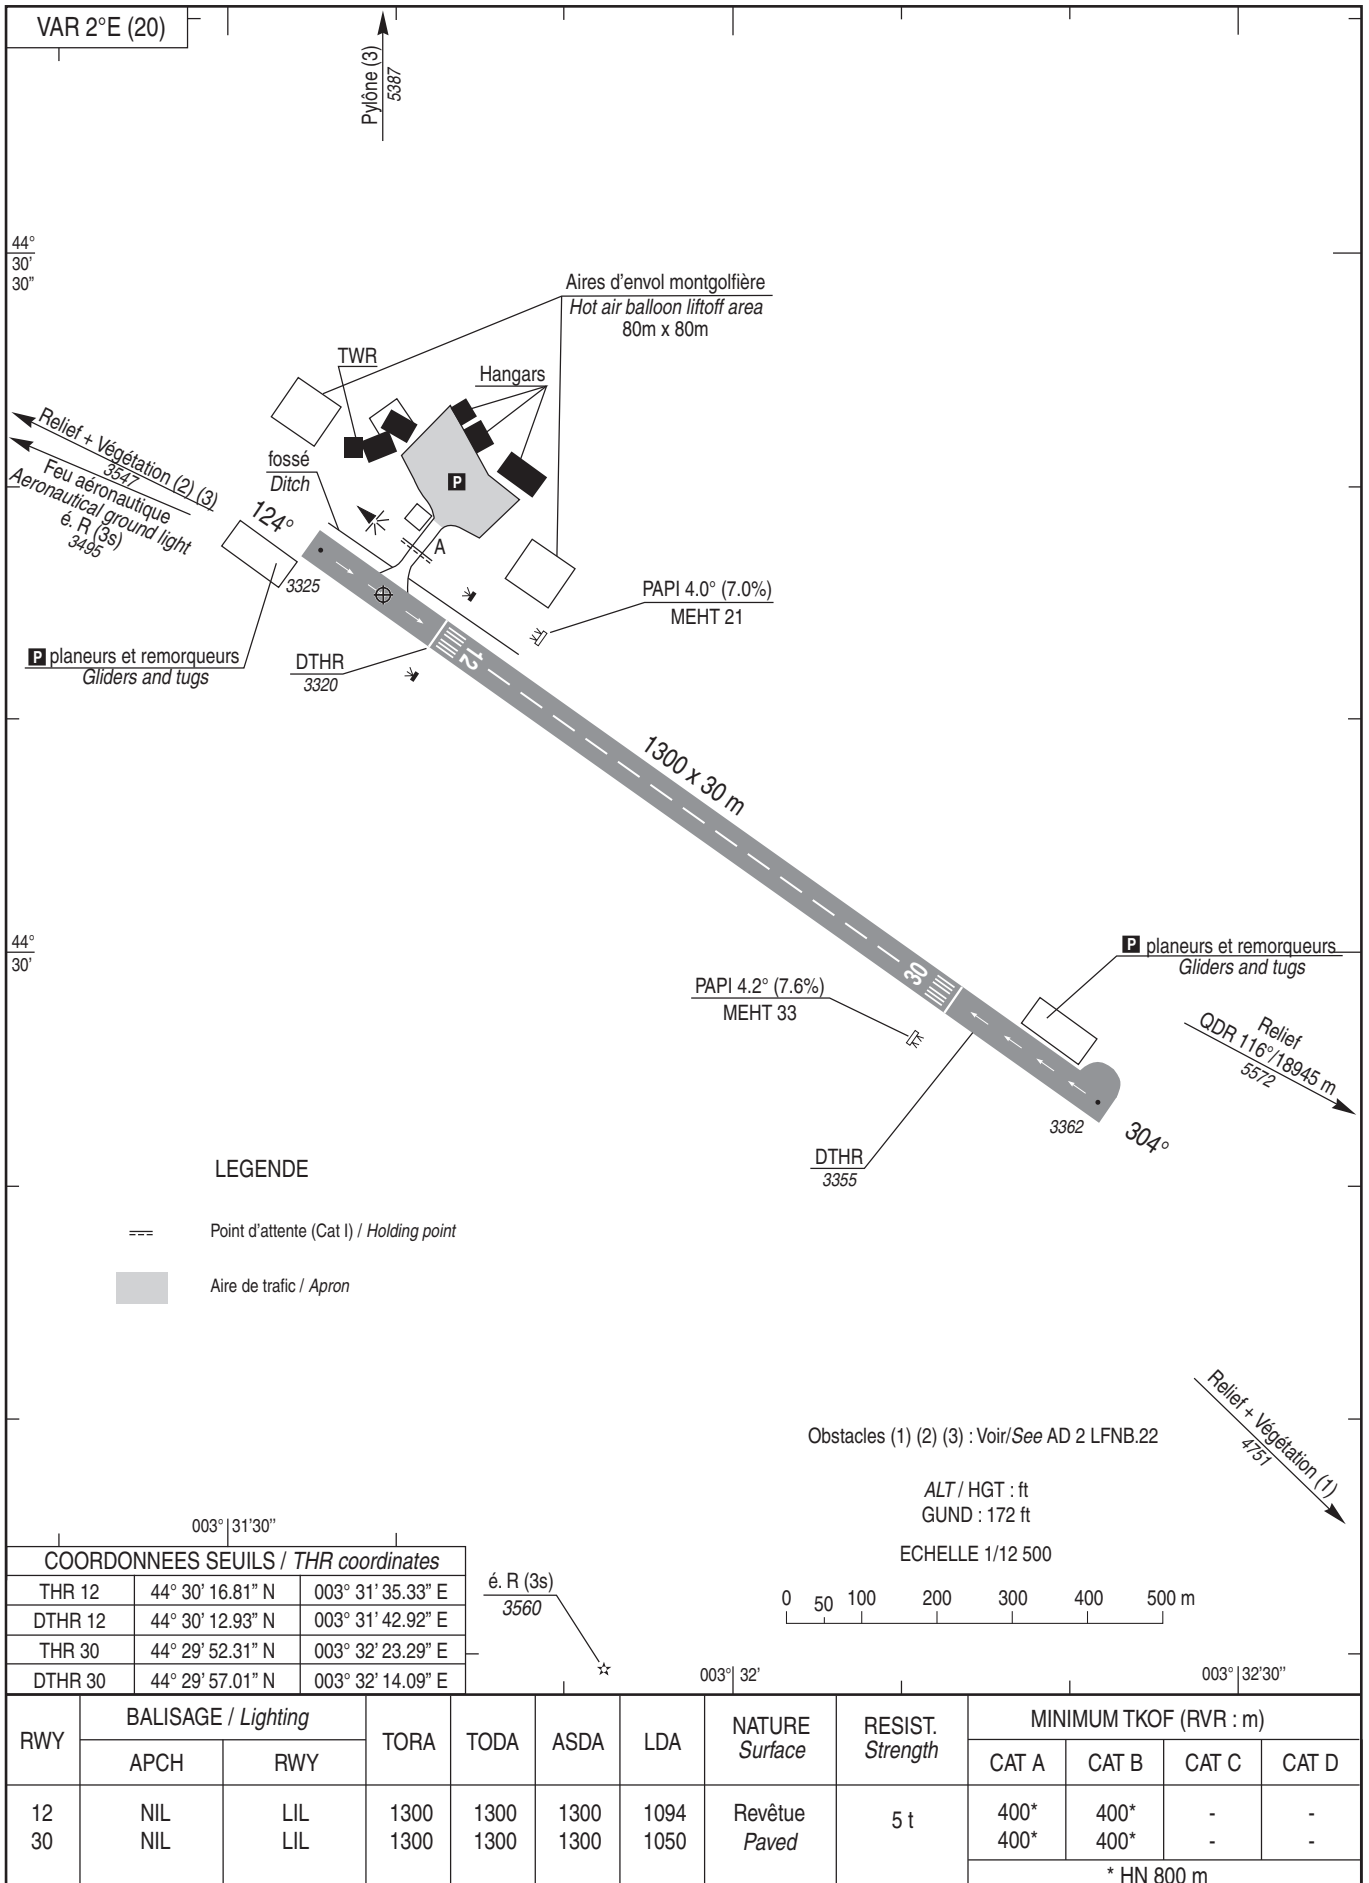 VAR 2°E (20)
Pylône (3)
5387
44°
30'
30"
Aires d'envol montgolfière
Hot air balloon liftoff area
80m x 80m
TWR
Hangars
Relief + Végétation (2) (3)
3547
Feu aéronautique
Aeronautical ground light
é. R (3s)
3495
fossé
Ditch
P
124°
A
3325
PAPI 4.0° (7.0%)
MEHT 21
P planeurs et remorqueurs
Gliders and tugs
DTHR
3320
12
1300 x 30 m
44°
30'
P planeurs et remorqueurs
Gliders and tugs
30
PAPI 4.2° (7.6%)
MEHT 33
Relief
QDR 116°/18945 m
5572
3362
304°
DTHR
3355
LEGENDE
Point d'attente (Cat I) / Holding point
Aire de trafic / Apron
Relief + Végétation (1)
4751
Obstacles (1) (2) (3) : Voir/See AD 2 LFNB.22
ALT / HGT : ft
GUND : 172 ft
ECHELLE 1/12 500
0 50 100 200 300 400 500 m
003° 31'30"
COORDONNEES SEUILS / THR coordinates
THR 12 44° 30' 16.81" N 003° 31' 35.33" E
DTHR 12 44° 30' 12.93" N 003° 31' 42.92" E
THR 30 44° 29' 52.31" N 003° 32' 23.29" E
DTHR 30 44° 29' 57.01" N 003° 32' 14.09" E
é. R (3s)
3560
003° 32'
003° 32'30"
RWY BALISAGE / Lighting TORA TODA ASDA LDA NATURE Surface RESIST. Strength MINIMUM TKOF (RVR : m)
APCH RWY CAT A CAT B CAT C CAT D
12 NIL LIL 1300 1300 1300 1094 Revêtue 5 t 400* 400* - -
30 NIL LIL 1300 1300 1300 1050 Paved 400* 400* - -
* HN 800 m